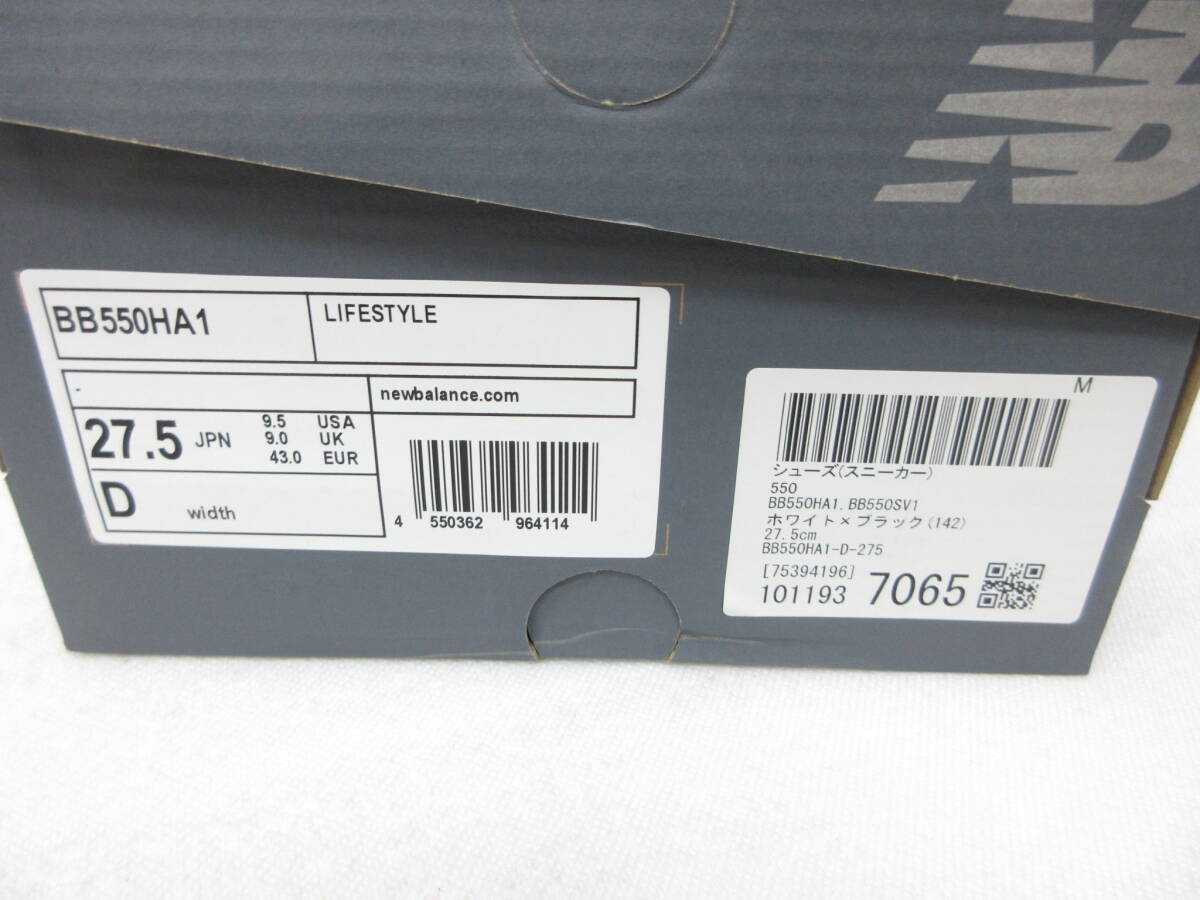 BB550HA1
LIFESTYLE
-
newbalance.com
27.5 JPN
9.5 USA
9.0 UK
43.0 EUR
D width
4 550362 964114
M
シューズ(スニーカー)
550
BB550HA1, BB550SV1
ホワイト×ブラック(142)
27.5cm
BB550HA1-D-275
[75394196]
101193 7065